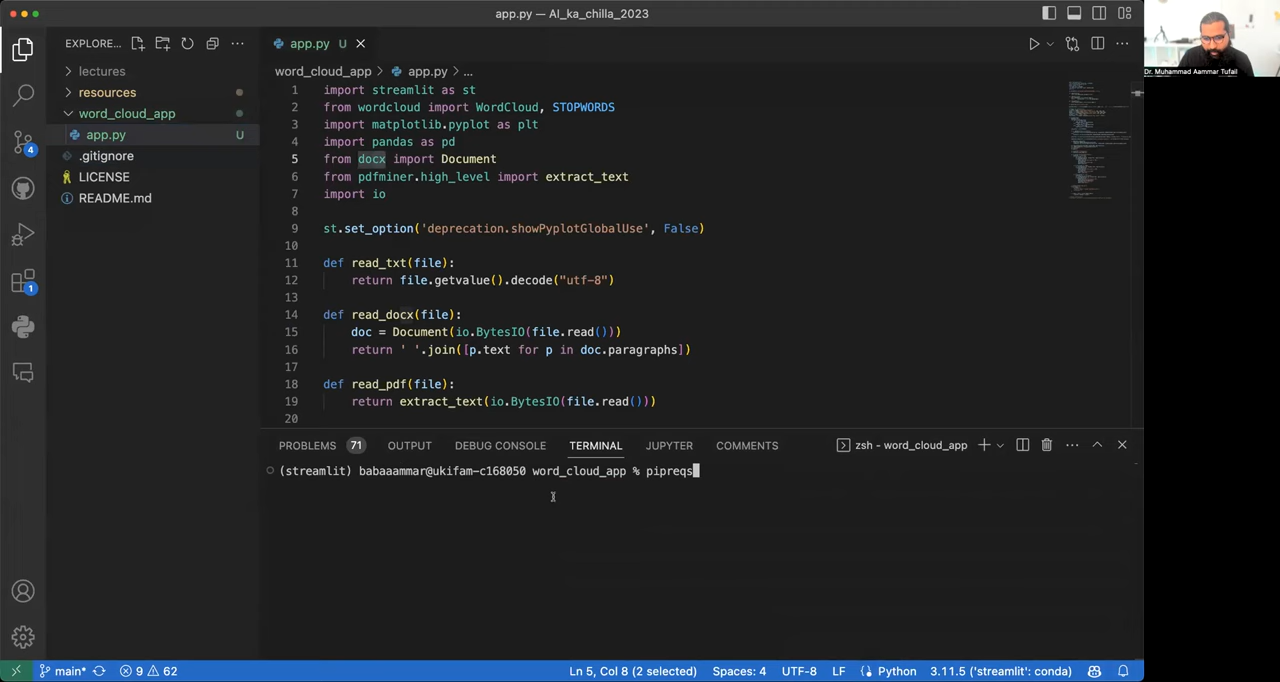 app.py — AI_ka_chilla_2023
Dr. Muhammad Aammar Tufail
EXPLORE...
lectures
resources
word_cloud_app
app.py U
.gitignore
LICENSE
README.md
4
1
app.py U
word_cloud_app > app.py > ...
1 import streamlit as st
2 from wordcloud import WordCloud, STOPWORDS
3 import matplotlib.pyplot as plt
4 import pandas as pd
5 from docx import Document
6 from pdfminer.high_level import extract_text
7 import io
8
9 st.set_option('deprecation.showPyplotGlobalUse', False)
10
11 def read_txt(file):
12 return file.getvalue().decode("utf-8")
13
14 def read_docx(file):
15 doc = Document(io.BytesIO(file.read()))
16 return ' '.join([p.text for p in doc.paragraphs])
17
18 def read_pdf(file):
19 return extract_text(io.BytesIO(file.read()))
20
PROBLEMS 71 OUTPUT DEBUG CONSOLE TERMINAL JUPYTER COMMENTS zsh - word_cloud_app
(streamlit) babaaammar@ukifam-c168050 word_cloud_app % pipreqs
main* 9 62 Ln 5, Col 8 (2 selected) Spaces: 4 UTF-8 LF Python 3.11.5 ('streamlit': conda)